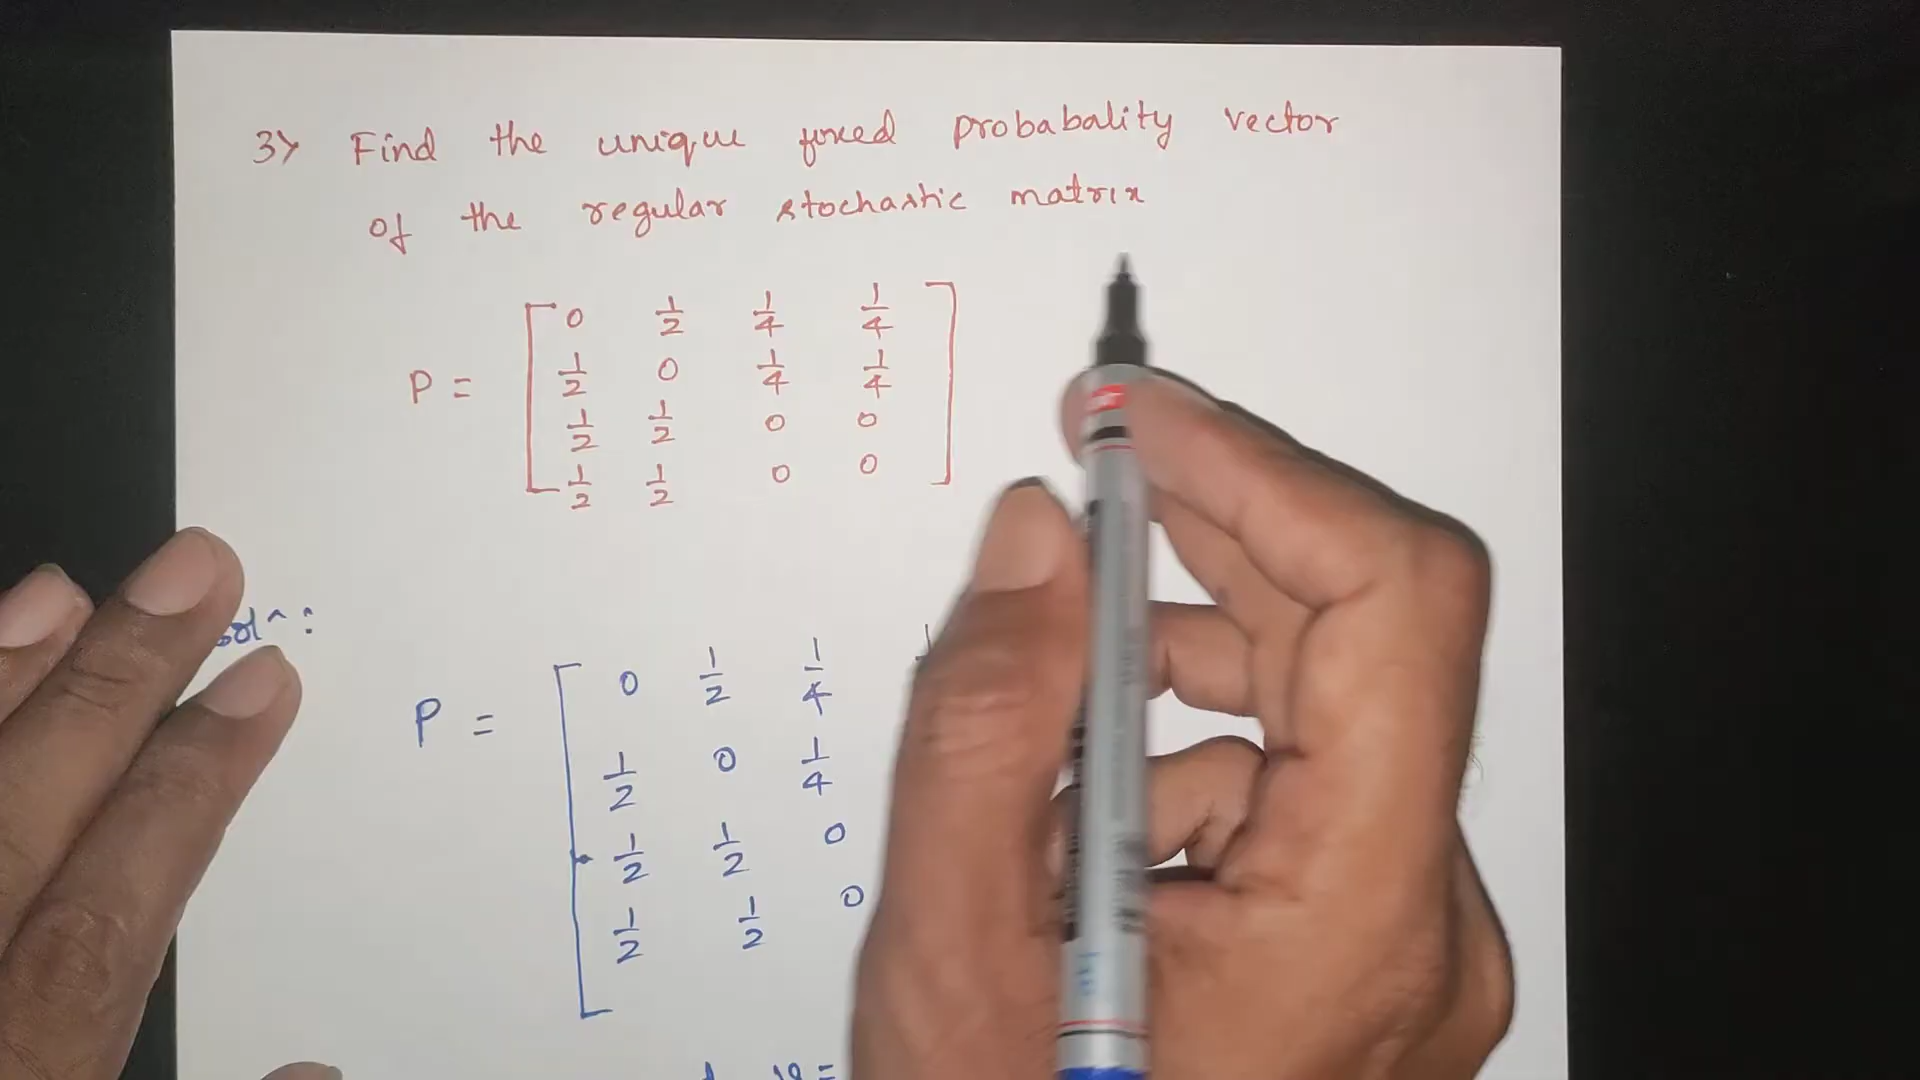 3> Find the unique fixed probabality vector
of the regular stochastic matrix
0 1/2 1/4 1/4
P = 1/2 0 1/4 1/4
1/2 1/2 0 0
1/2 1/2 0 0
soln:
0 1/2 1/4
P = 1/2 0 1/4
1/2 1/2 0
1/2 1/2 0